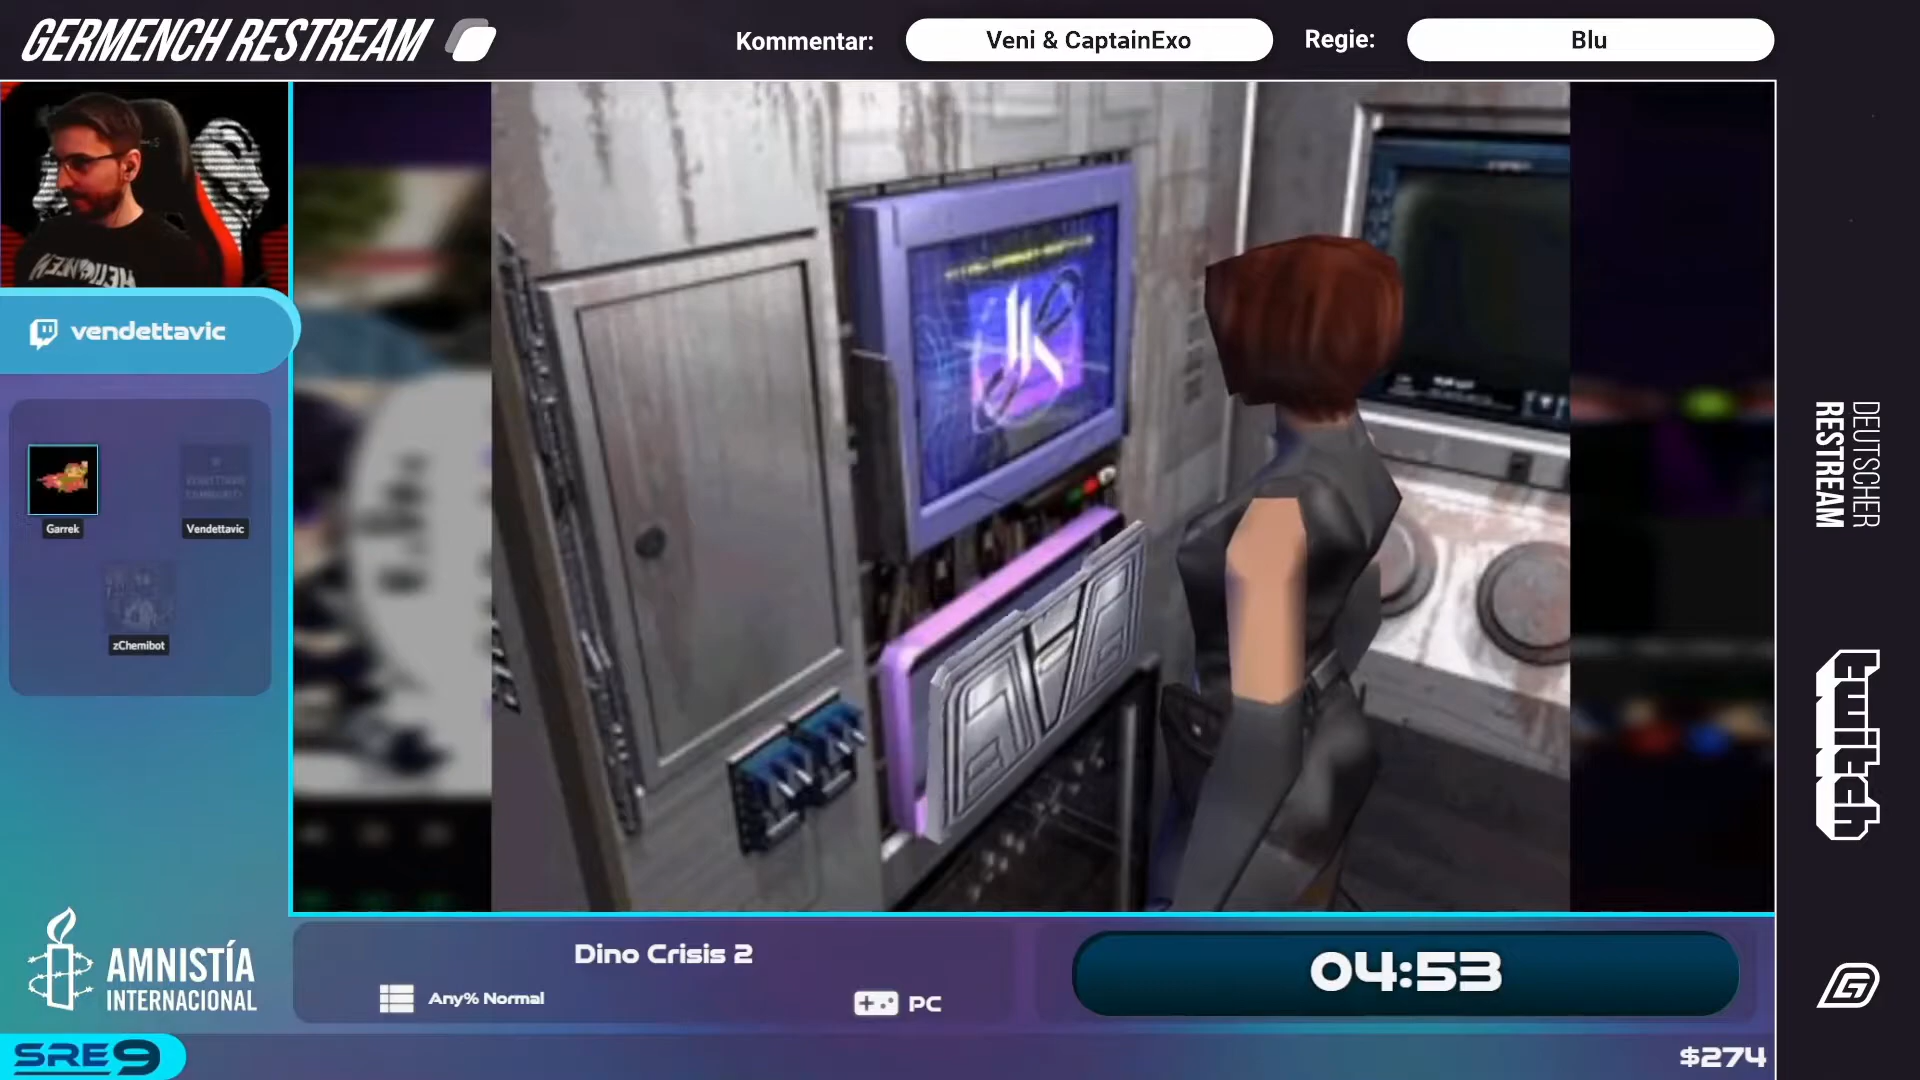 GERMENCH RESTREAM
Kommentar:
Veni & CaptainExo
Regie:
Blu
vendettavic
Garrek
Vendettavic
zChernibot
AMNISTÍA
INTERNACIONAL
Dino Crisis 2
Any% Normal
PC
04:53
SRE9
$274
DEUTSCHER
RESTREAM
twitch